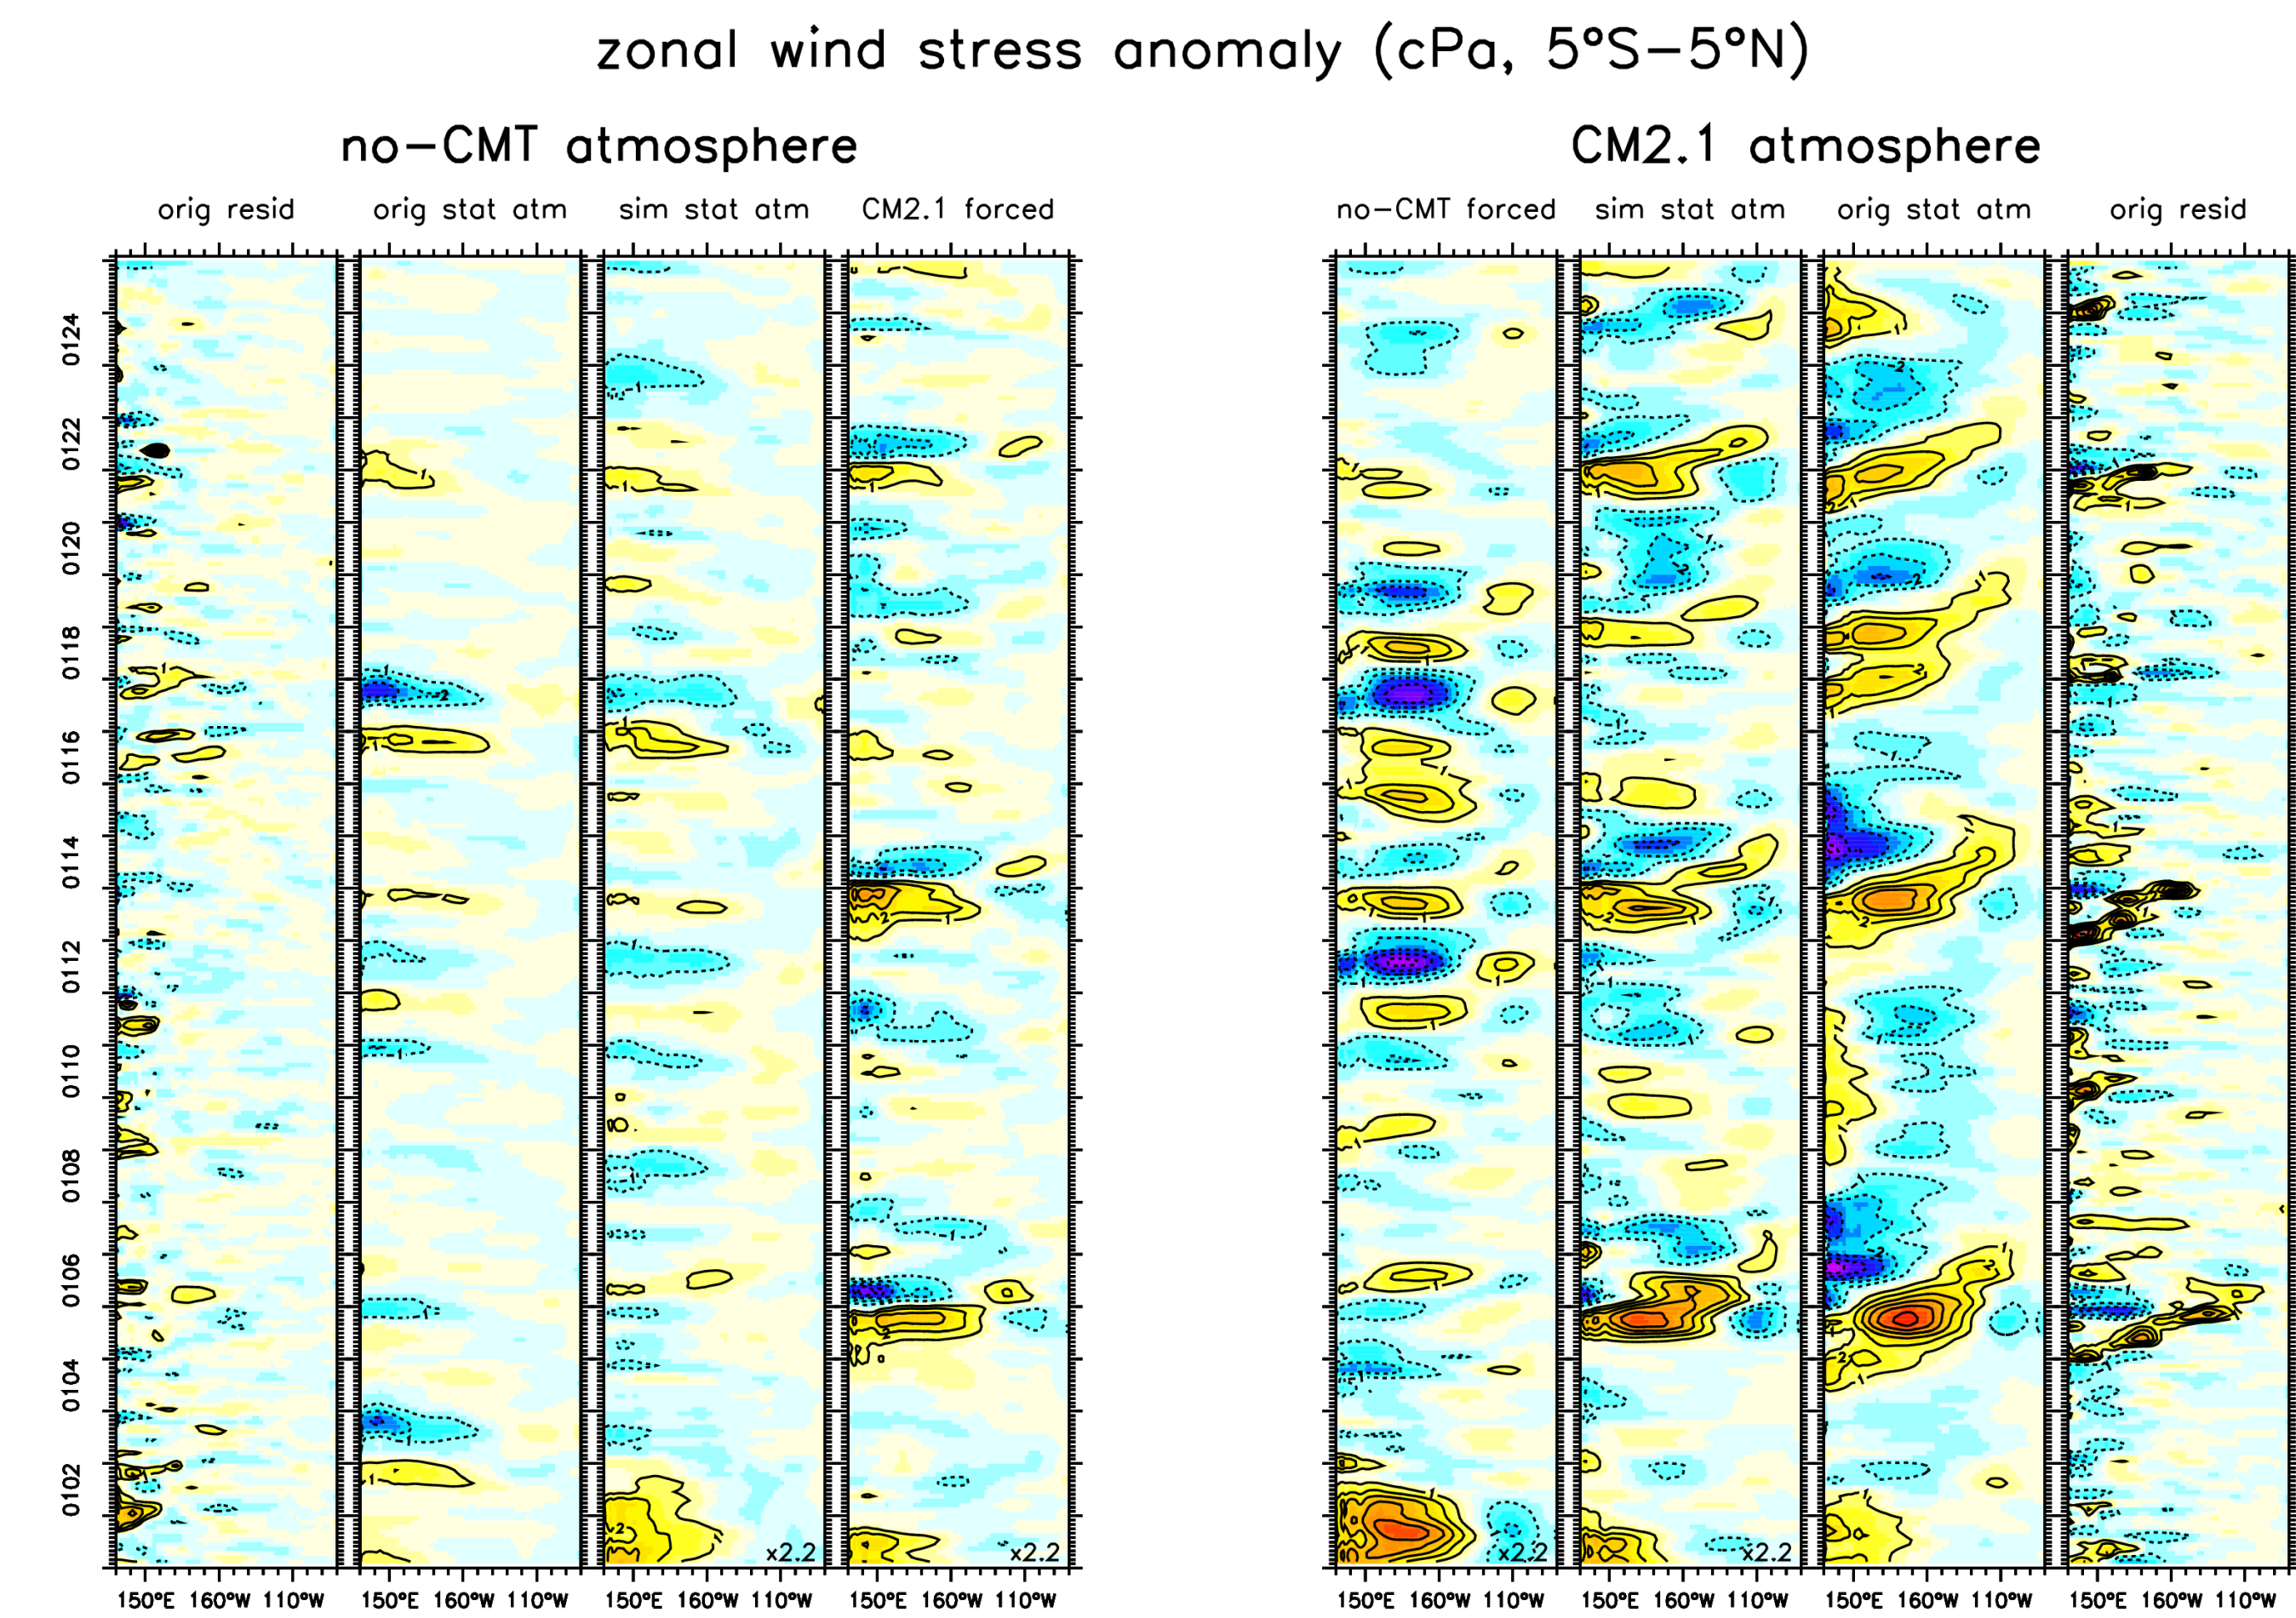 zonal wind stress anomaly (cPa, 5°S−5°N)
no−CMT atmosphere
CM2.1 atmosphere
orig resid
orig stat atm
sim stat atm
CM2.1 forced
no−CMT forced
sim stat atm
orig stat atm
orig resid
0124
0122
0120
0118
0116
0114
0112
0110
0108
0106
0104
0102
x2.2
x2.2
x2.2
x2.2
150°E 160°W 110°W
150°E 160°W 110°W
150°E 160°W 110°W
150°E 160°W 110°W
150°E 160°W 110°W
150°E 160°W 110°W
150°E 160°W 110°W
150°E 160°W 110°W